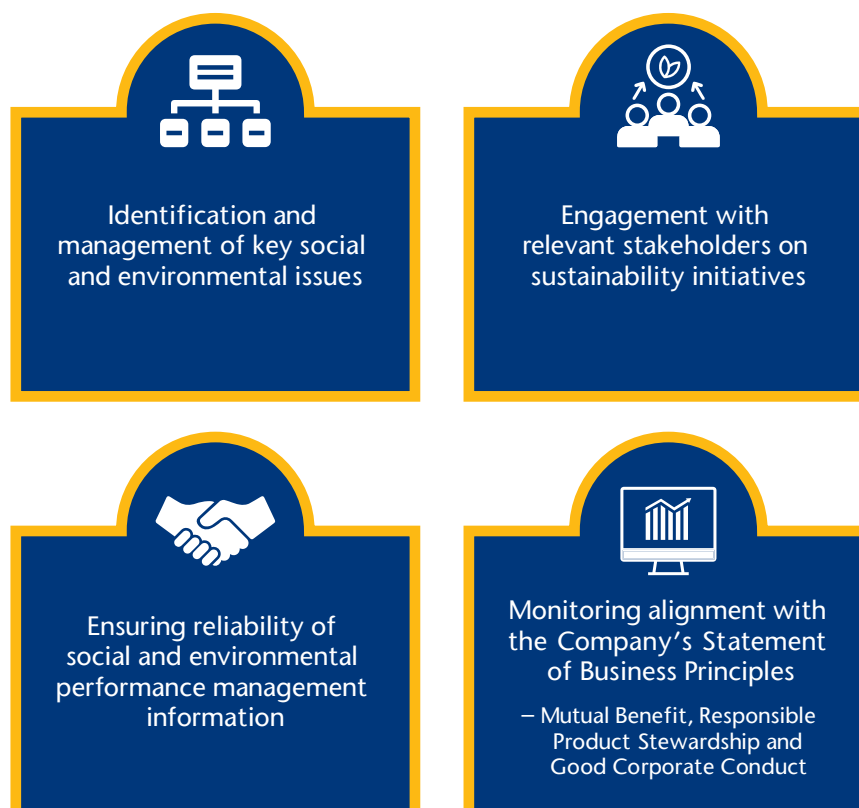 Identification and
management of key social
and environmental issues
Engagement with
relevant stakeholders on
sustainability initiatives
Ensuring reliability of
social and environmental
performance management
information
Monitoring alignment with
the Company's Statement
of Business Principles
– Mutual Benefit, Responsible
Product Stewardship and
Good Corporate Conduct